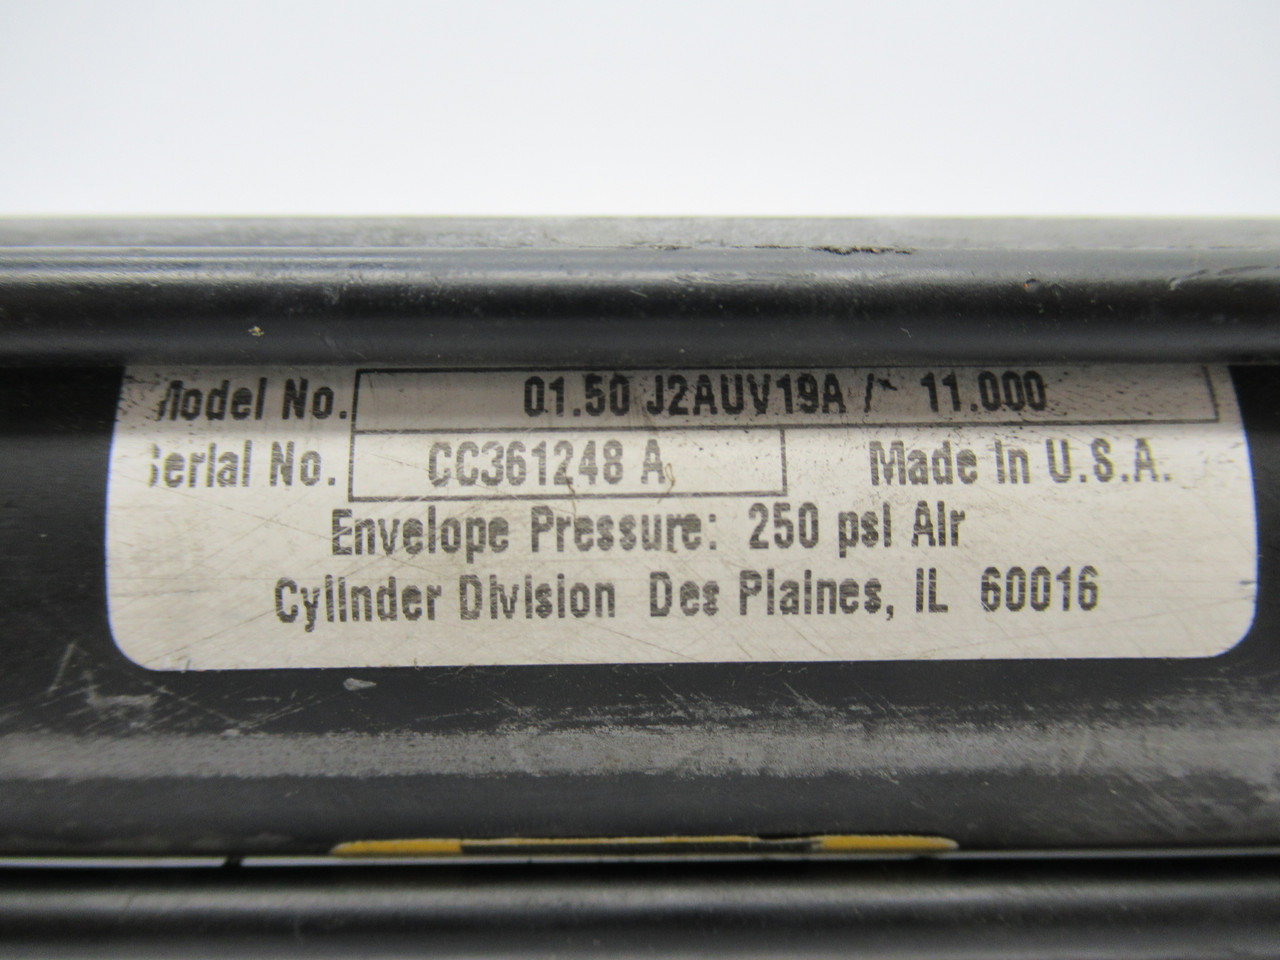 Model No. 01.50 J2AUV19A / 11.000
Serial No. CC361248 A Made In U.S.A.
Envelope Pressure: 250 psi Air
Cylinder Division Des Plaines, IL 60016